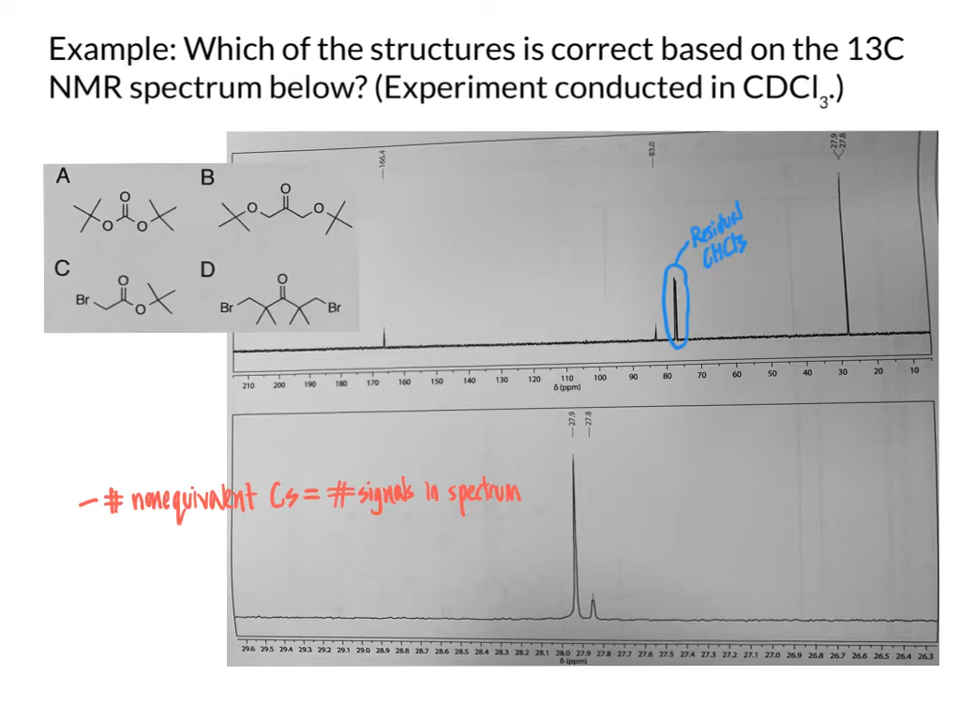 Example: Which of the structures is correct based on the 13C
NMR spectrum below? (Experiment conducted in CDCl3.)
A
B
O
O
O
O
O
O
C
D
Br
O
O
O
Br
Br
166.4
83.0
27.9
27.8
Residual
CHCl3
210 200 190 180 170 160 150 140 130 120 110 100 90 80 70 60 50 40 30 20 10
δ (ppm)
27.9
27.8
- # nonequivalent Cs = # signals in spectrum
29.6 29.5 29.4 29.3 29.2 29.1 29.0 28.9 28.8 28.7 28.6 28.5 28.4 28.3 28.2 28.1 28.0 27.9 27.8 27.7 27.6 27.5 27.4 27.3 27.2 27.1 27.0 26.9 26.8 26.7 26.6 26.5 26.4 26.3
δ (ppm)